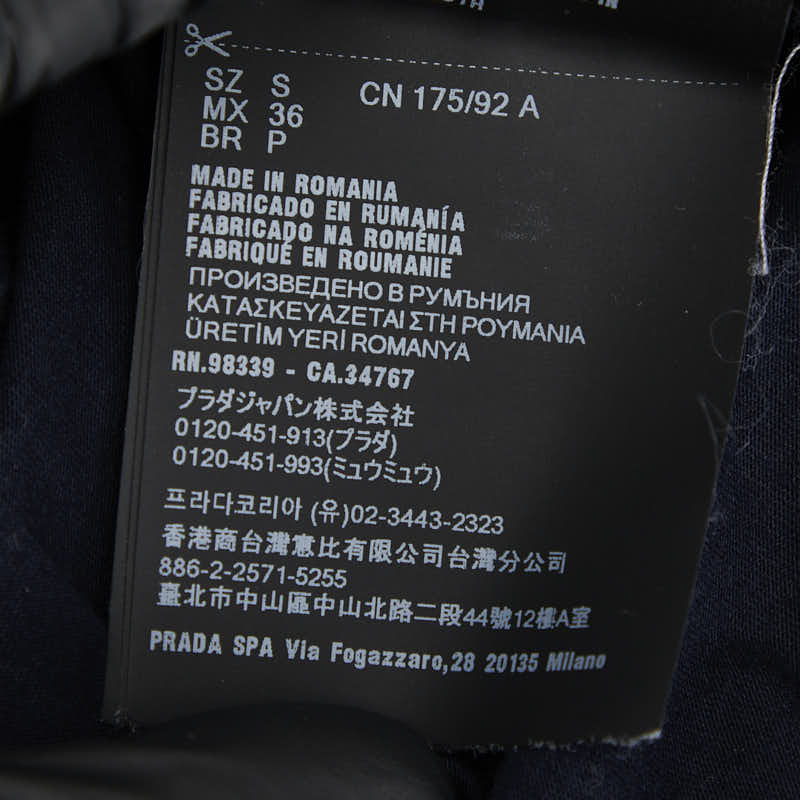 SZ S
MX 36
BR P
CN 175/92 A
MADE IN ROMANIA
FABRICADO EN RUMANÍA
FABRICADO NA ROMÉNIA
FABRIQUÉ EN ROUMANIE
ПРОИЗВЕДЕНО В РУМЪНИЯ
ΚΑΤΑΣΚΕΥΑΖΕΤΑΙ ΣΤΗ ΡΟΥΜΑΝΙΑ
ÜRETİM YERİ ROMANYA
RN.98339 - CA.34767
プラダジャパン株式会社
0120-451-913(プラダ)
0120-451-993(ミュウミュウ)
프라다코리아 (유)02-3443-2323
香港商台灣惠比有限公司台灣分公司
886-2-2571-5255
臺北市中山區中山北路二段44號12樓A室
PRADA SPA Via Fogazzaro,28 20135 Milano